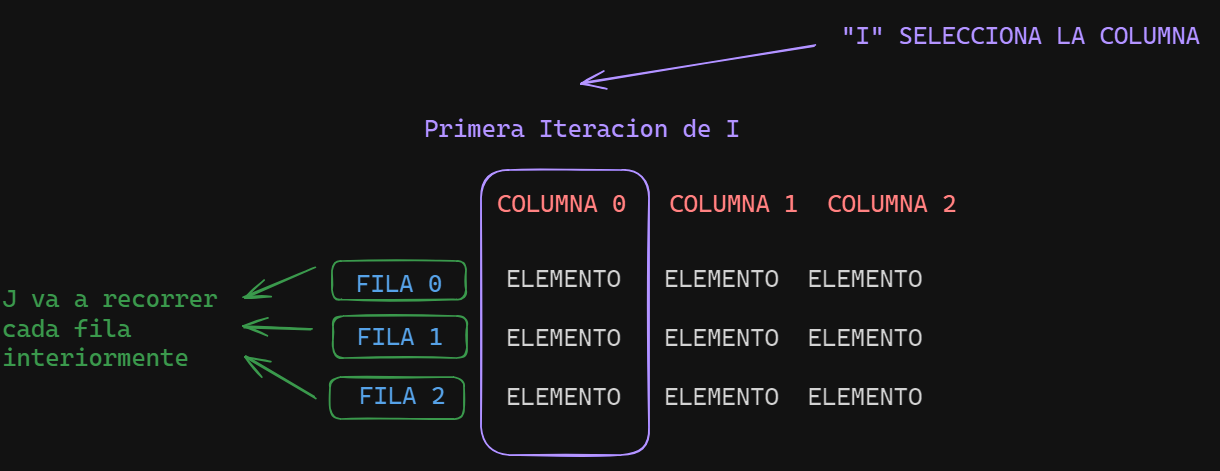 "I" SELECCIONA LA COLUMNA
Primera Iteracion de I
COLUMNA 0 COLUMNA 1 COLUMNA 2
FILA 0 ELEMENTO ELEMENTO ELEMENTO
J va a recorrer
cada fila
interiormente
FILA 1 ELEMENTO ELEMENTO ELEMENTO
FILA 2 ELEMENTO ELEMENTO ELEMENTO